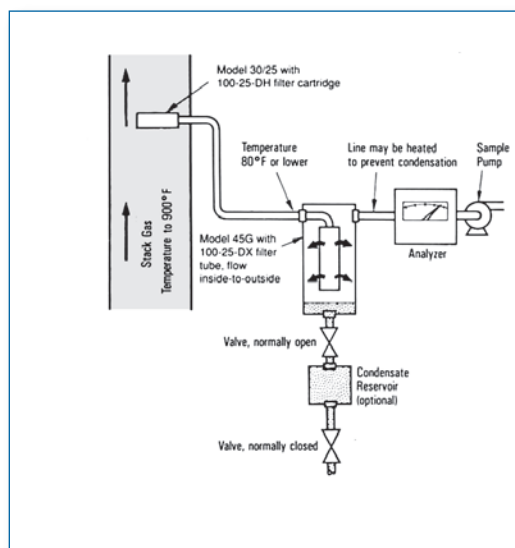 Model 30/25 with
100-25-DH filter cartridge
Temperature
80°F or lower
Line may be heated
to prevent condensation
Sample
Pump
Stack Gas
Temperature to 900°F
Model 45G with
100-25-DX filter
tube, flow
inside-to-outside
Analyzer
Valve, normally open
Condensate
Reservoir
(optional)
Valve, normally closed